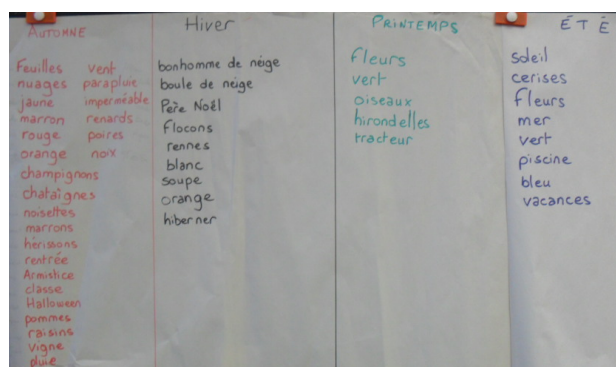 AUTOMNE
Feuilles vent
nuages parapluie
jaune imperméable
marron renards
rouge poires
orange noix
champignons
chataîgnes
noisettes
marrons
hérissons
rentrée
Armistice
classe
Halloween
pommes
raisins
vigne
pluie
Hiver
bonhomme de neige
boule de neige
Père Noël
flocons
rennes
blanc
soupe
orange
hiberner
PRINTEMPS
fleurs
vert
oiseaux
hirondelles
tracteur
ÉTÉ
soleil
cerises
fleurs
mer
vert
piscine
bleu
vacances